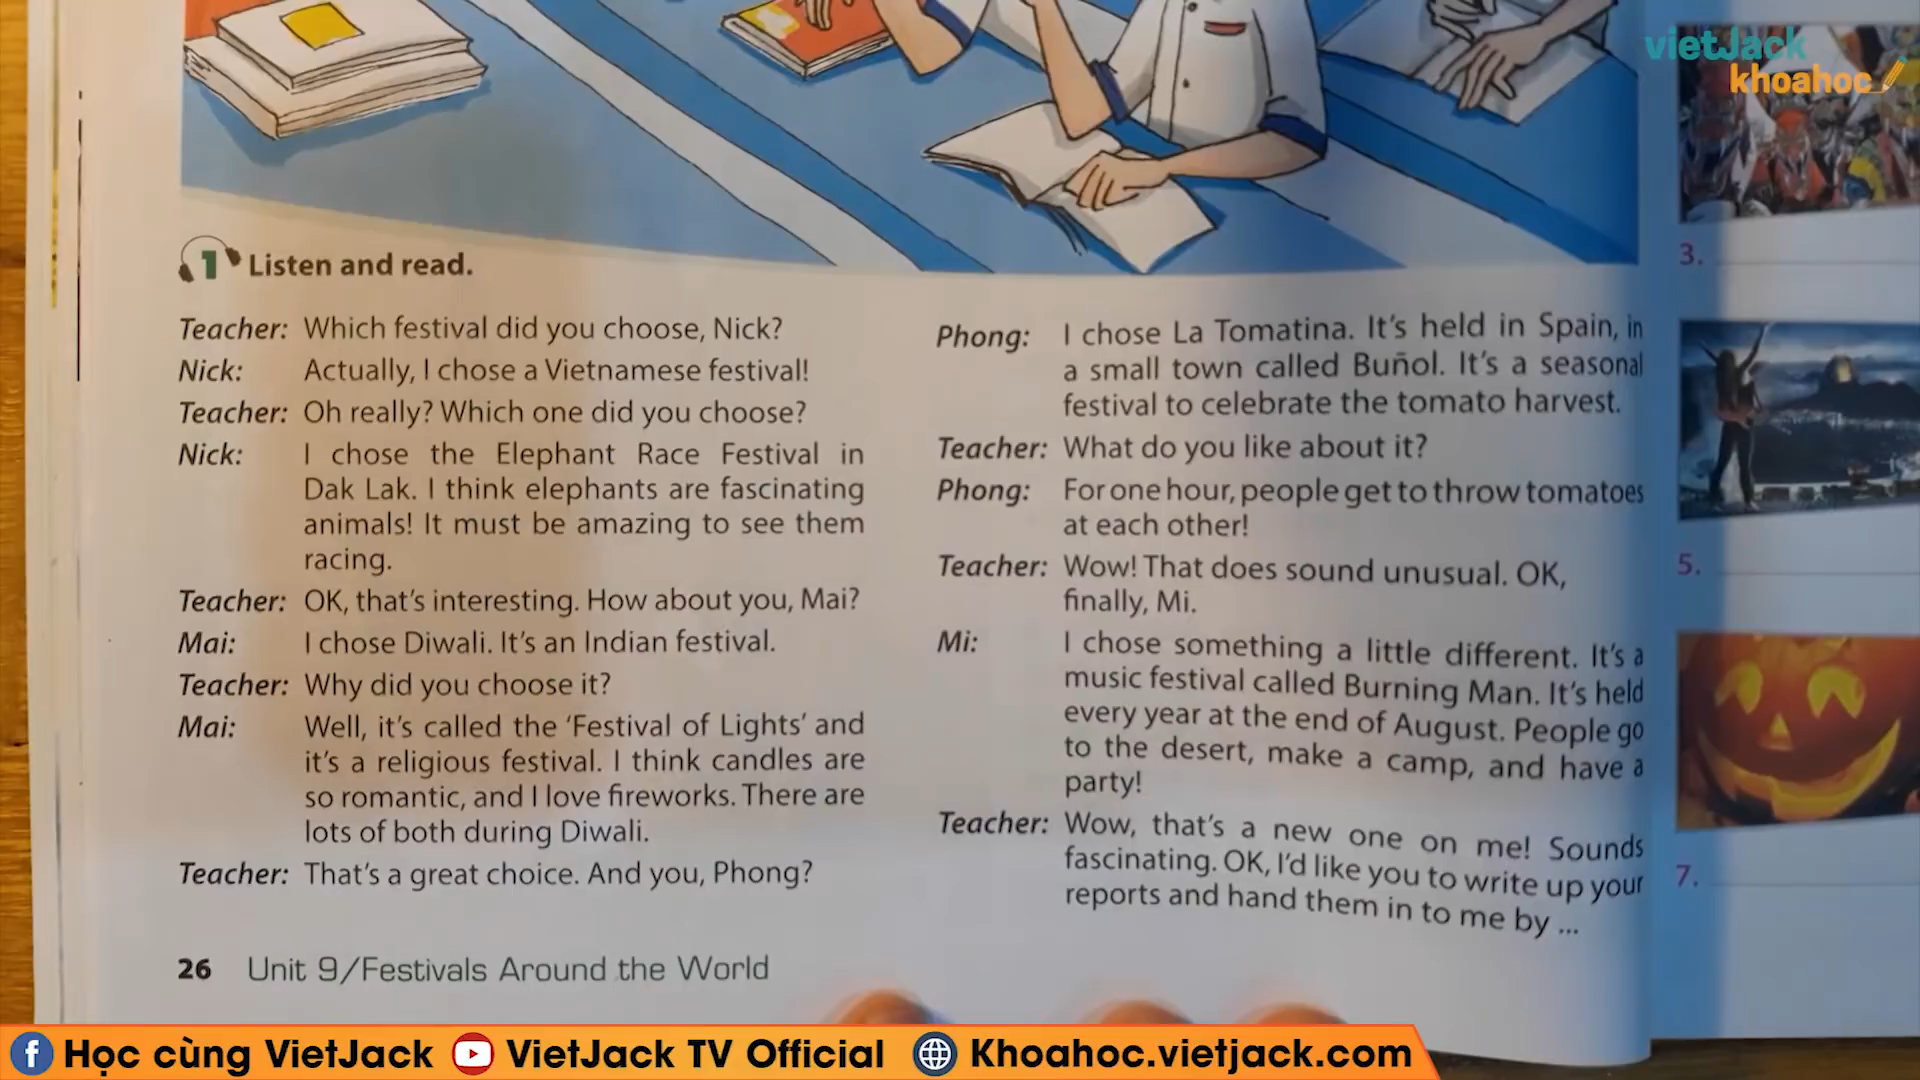 vietJack
khoahoc
1 Listen and read.
Teacher: Which festival did you choose, Nick?
Nick: Actually, I chose a Vietnamese festival!
Teacher: Oh really? Which one did you choose?
Nick: I chose the Elephant Race Festival in
Dak Lak. I think elephants are fascinating
animals! It must be amazing to see them
racing.
Teacher: OK, that's interesting. How about you, Mai?
Mai: I chose Diwali. It's an Indian festival.
Teacher: Why did you choose it?
Mai: Well, it's called the 'Festival of Lights' and
it's a religious festival. I think candles are
so romantic, and I love fireworks. There are
lots of both during Diwali.
Teacher: That's a great choice. And you, Phong?
Phong: I chose La Tomatina. It's held in Spain, in
a small town called Buñol. It's a seasonal
festival to celebrate the tomato harvest.
Teacher: What do you like about it?
Phong: For one hour, people get to throw tomatoes
at each other!
Teacher: Wow! That does sound unusual. OK,
finally, Mi.
Mi: I chose something a little different. It's a
music festival called Burning Man. It's held
every year at the end of August. People go
to the desert, make a camp, and have a
party!
Teacher: Wow, that's a new one on me! Sounds
fascinating. OK, I'd like you to write up your
reports and hand them in to me by ...
26 Unit 9/Festivals Around the World
3.
5.
7.
Học cùng VietJack VietJack TV Official Khoahoc.vietjack.com